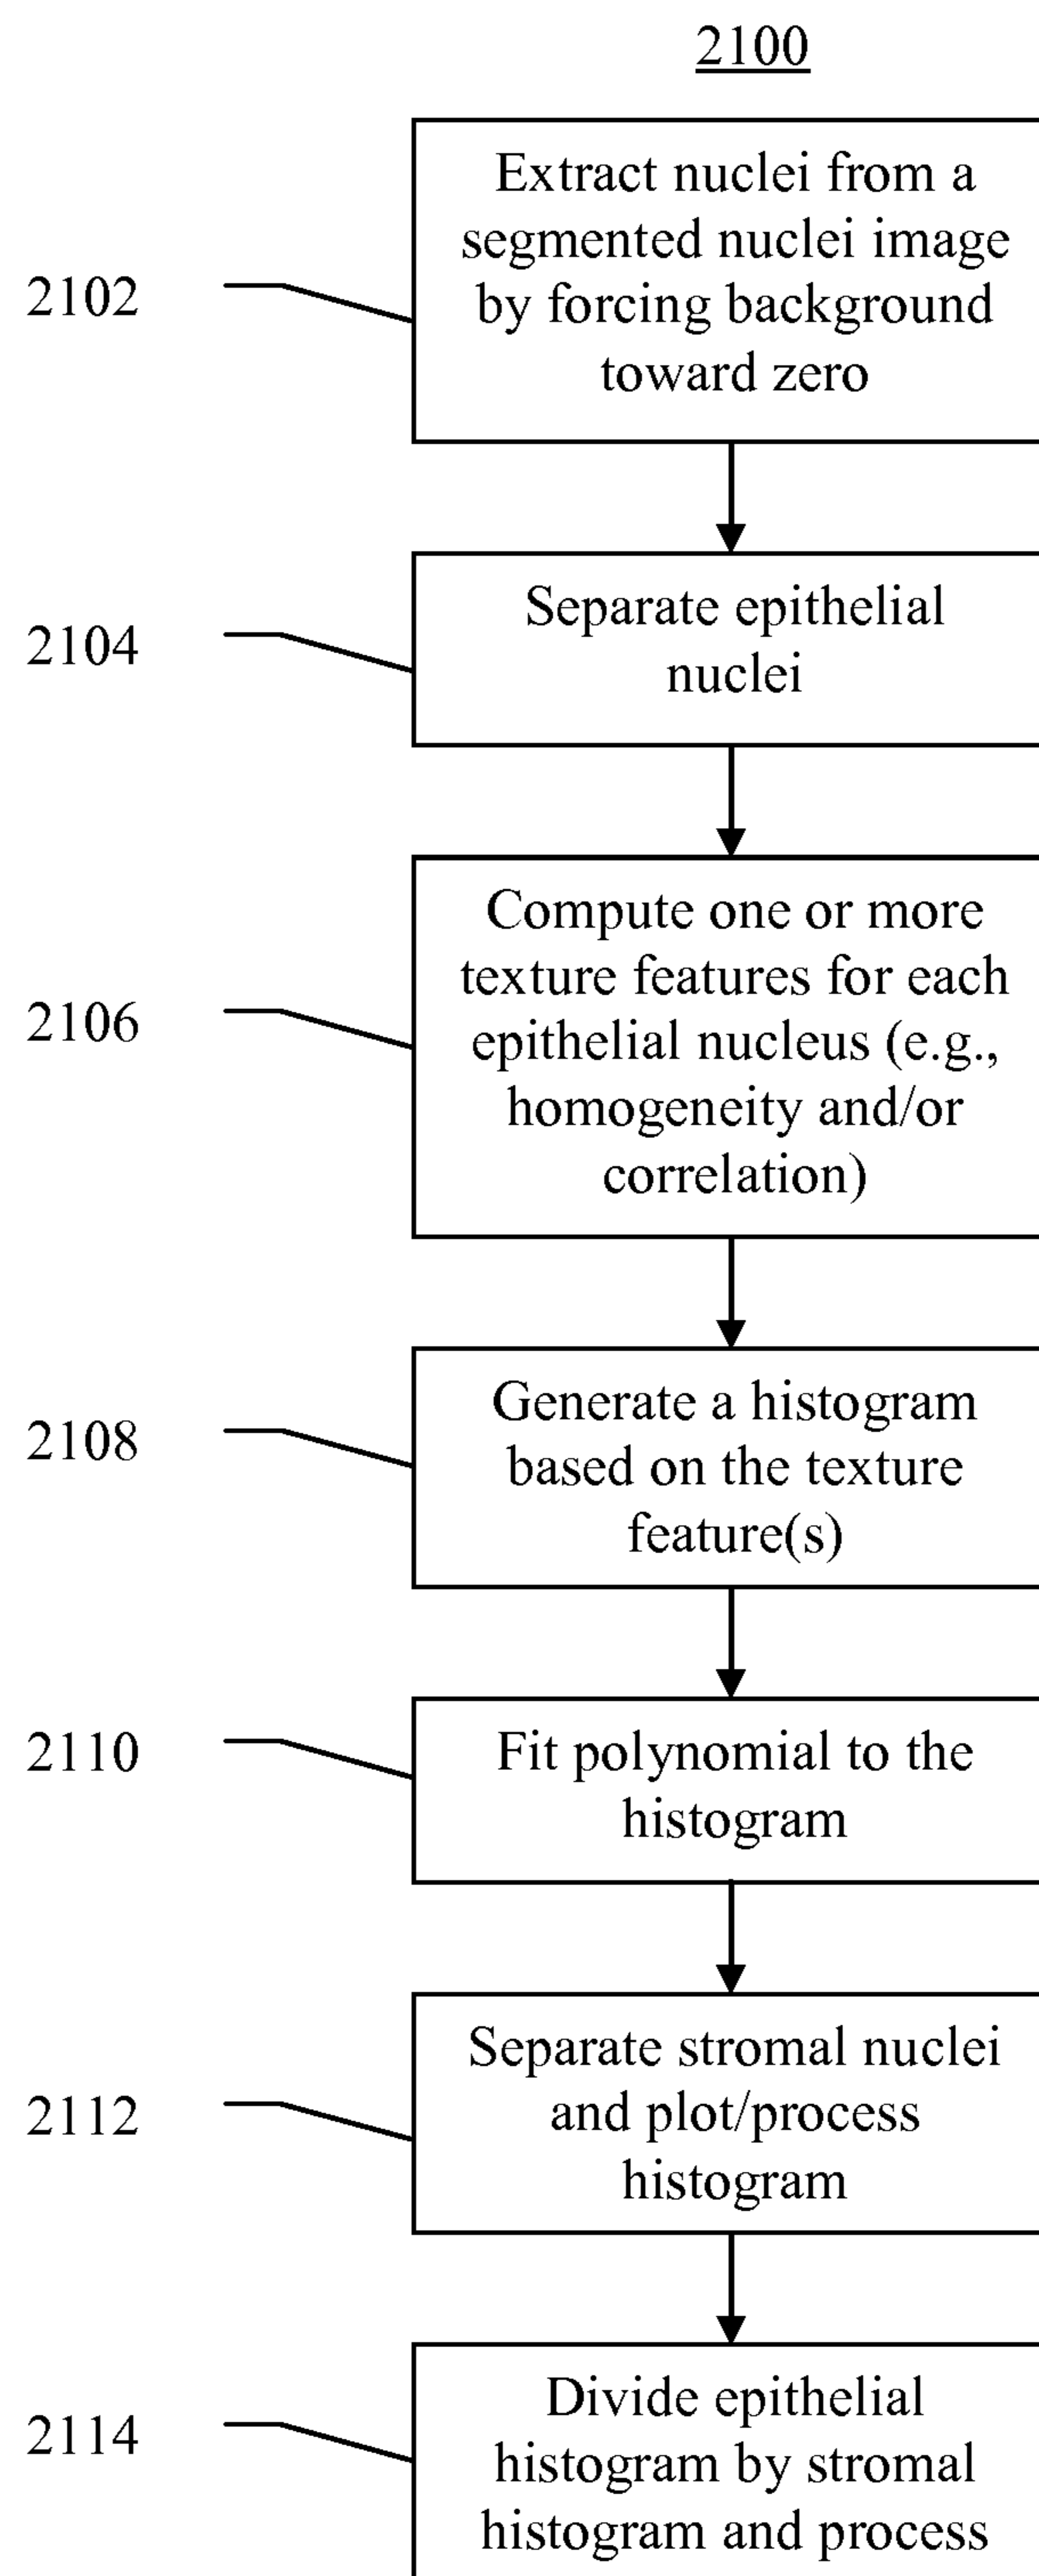 2100
Extract nuclei from a
segmented nuclei image
by forcing background
toward zero
2102
Separate epithelial
nuclei
2104
Compute one or more
texture features for each
epithelial nucleus (e.g.,
homogeneity and/or
correlation)
2106
Generate a histogram
based on the texture
feature(s)
2108
Fit polynomial to the
histogram
2110
Separate stromal nuclei
and plot/process
histogram
2112
Divide epithelial
histogram by stromal
histogram and process
2114